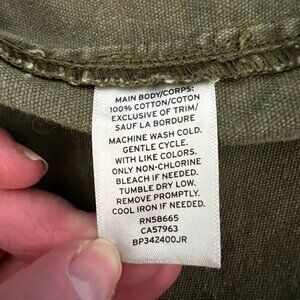 MAIN BODY/CORPS:
100% COTTON/COTON
EXCLUSIVE OF TRIM/
SAUF LA BORDURE
MACHINE WASH COLD.
GENTLE CYCLE.
WITH LIKE COLORS.
ONLY NON-CHLORINE
BLEACH IF NEEDED.
TUMBLE DRY LOW.
REMOVE PROMPTLY.
COOL IRON IF NEEDED.
RN58665
CA57963
BP342400JR